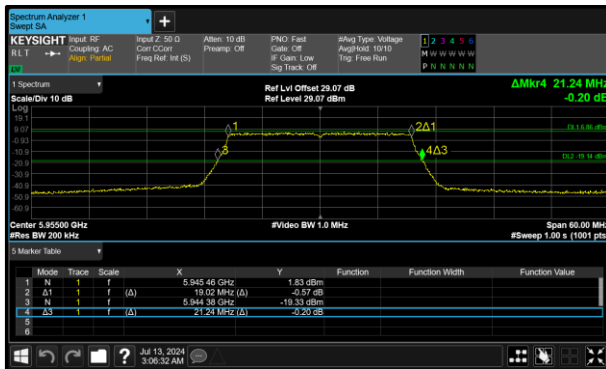 Spectrum Analyzer 1
Swept SA
KEYSIGHT Input: RF Input Z: 50 Ω Atten: 10 dB PNO: Fast #Avg Type: Voltage 1 2 3 4 5 6
R L T Coupling: AC Corr CCorr Preamp: Off Gate: Off Avg|Hold: 10/10 M W W W W W
Align: Partial Freq Ref: Int (S) IF Gain: Low Trig: Free Run
Sig Track: Off P N N N N N
1 Spectrum Ref Lvl Offset 29.07 dB ΔMkr4 21.24 MHz
Scale/Div 10 dB Ref Level 29.07 dBm -0.20 dB
Log
19.1
9.07 1 2Δ1 DL1 6.86 dBm
-0.93
-10.9 3 4Δ3
-20.9 DL2 -19.14 dBm
-30.9
-40.9
-50.9
-60.9
Center 5.95500 GHz #Video BW 1.0 MHz Span 60.00 MHz
#Res BW 200 kHz #Sweep 1.00 s (1001 pts)
5 Marker Table
Mode Trace Scale X Y Function Function Width Function Value
1 N 1 f 5.945 46 GHz 1.83 dBm
2 Δ1 1 f (Δ) 19.02 MHz (Δ) -0.57 dB
3 N 1 f 5.944 38 GHz -19.33 dBm
4 Δ3 1 f (Δ) 21.24 MHz (Δ) -0.20 dB
5
6
? Jul 13, 2024
3:06:32 AM